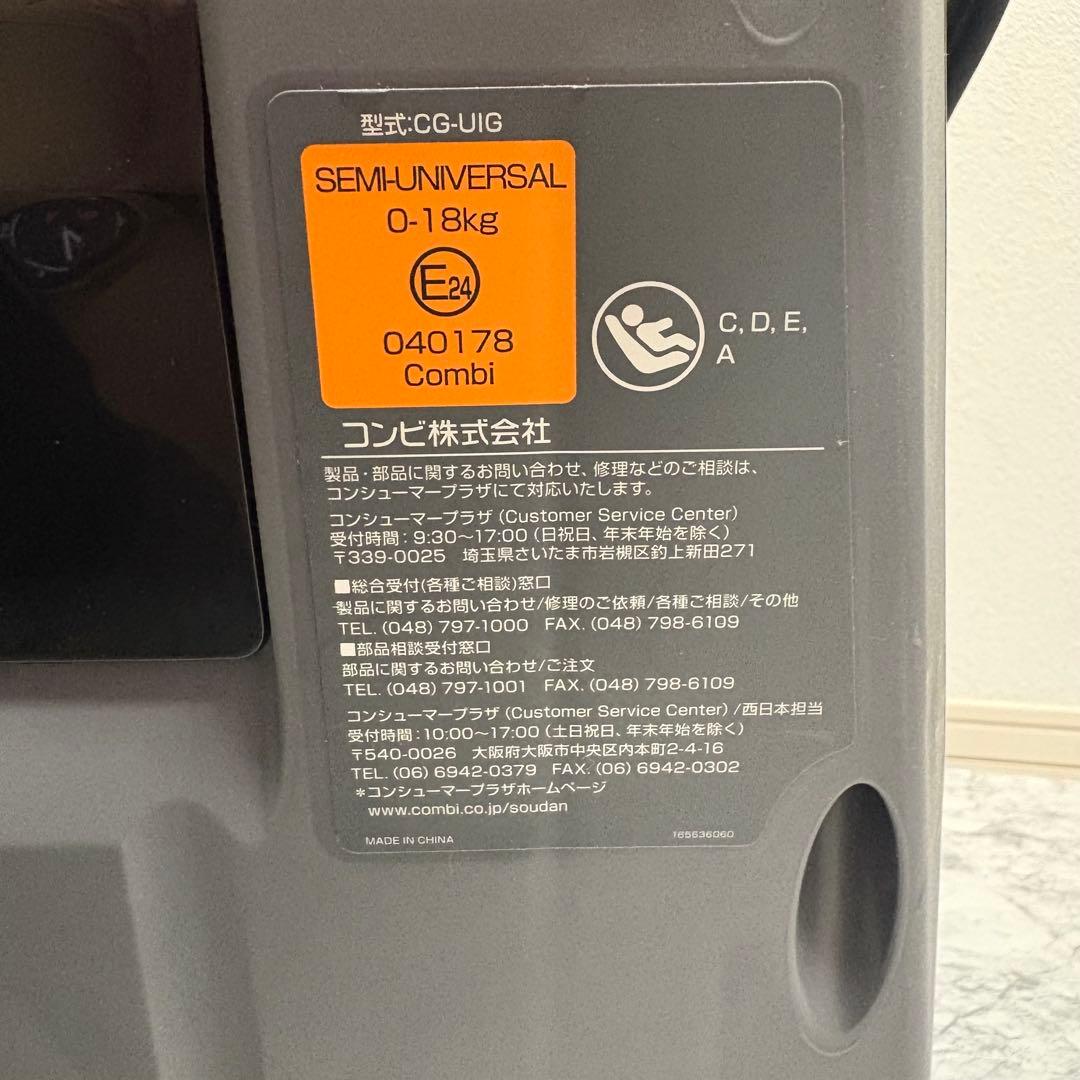 型式:CG-UIG
SEMI-UNIVERSAL
0-18kg
E24
040178
Combi
C, D, E,
A
コンビ株式会社
製品・部品に関するお問い合わせ、修理などのご相談は、
コンシューマープラザにて対応いたします。
コンシューマープラザ (Customer Service Center)
受付時間：9:30～17:00 (日祝日、年末年始を除く)
〒339-0025 埼玉県さいたま市岩槻区釣上新田271
■総合受付(各種ご相談)窓口
製品に関するお問い合わせ/修理のご依頼/各種ご相談/その他
TEL. (048) 797-1000 FAX. (048) 798-6109
■部品相談受付窓口
部品に関するお問い合わせ/ご注文
TEL. (048) 797-1001 FAX. (048) 798-6109
コンシューマープラザ (Customer Service Center) /西日本担当
受付時間：10:00～17:00 (土日祝日、年末年始を除く)
〒540-0026 大阪府大阪市中央区内本町2-4-16
TEL. (06) 6942-0379 FAX. (06) 6942-0302
＊コンシューマープラザホームページ
www.combi.co.jp/soudan
MADE IN CHINA
165636060